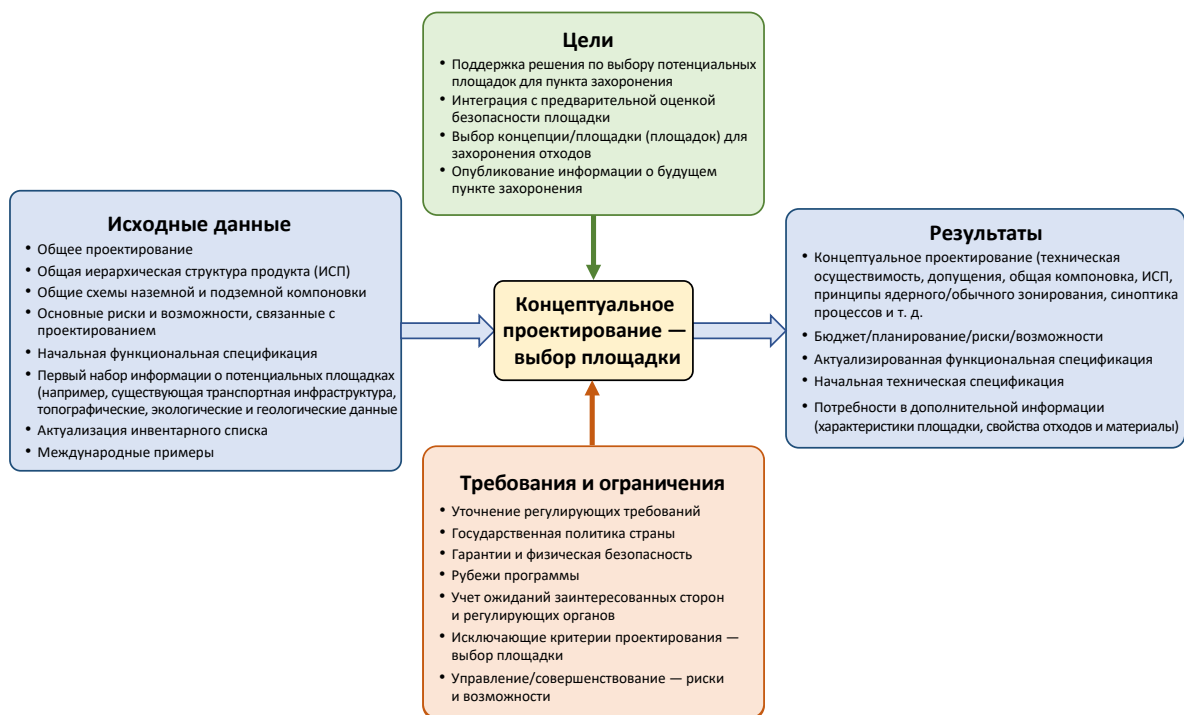 Цели
• Поддержка решения по выбору потенциальных
площадок для пункта захоронения
• Интеграция с предварительной оценкой
безопасности площадки
• Выбор концепции/площадки (площадок) для
захоронения отходов
• Опубликование информации о будущем
пункте захоронения
Исходные данные
• Общее проектирование
• Общая иерархическая структура продукта (ИСП)
• Общие схемы наземной и подземной компоновки
• Основные риски и возможности, связанные с
проектированием
• Начальная функциональная спецификация
• Первый набор информации о потенциальных площадках
(например, существующая транспортная инфраструктура,
топографические, экологические и геологические данные
• Актуализация инвентарного списка
• Международные примеры
Концептуальное
проектирование —
выбор площадки
Результаты
• Концептуальное проектирование (техническая
осуществимость, допущения, общая компоновка, ИСП,
принципы ядерного/обычного зонирования, синоптика
процессов и т. д.
• Бюджет/планирование/риски/возможности
• Актуализированная функциональная спецификация
• Начальная техническая спецификация
• Потребности в дополнительной информации
(характеристики площадки, свойства отходов и материалы)
Требования и ограничения
• Уточнение регулирующих требований
• Государственная политика страны
• Гарантии и физическая безопасность
• Рубежи программы
• Учет ожиданий заинтересованных сторон
и регулирующих органов
• Исключающие критерии проектирования —
выбор площадки
• Управление/совершенствование — риски
и возможности